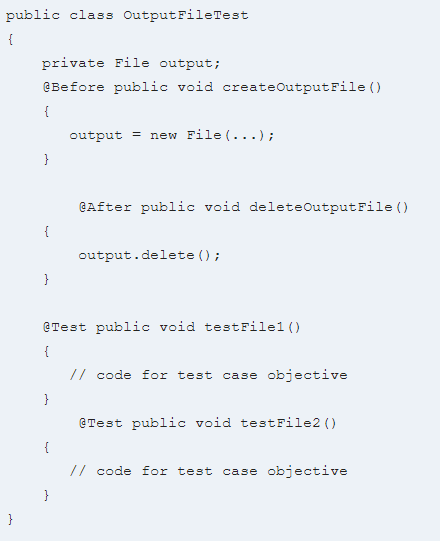 public class OutputFileTest
{
    private File output;
    @Before public void createOutputFile()
    {
       output = new File(...);
    }

        @After public void deleteOutputFile()
    {
        output.delete();
    }

    @Test public void testFile1()
    {
       // code for test case objective
    }
        @Test public void testFile2()
    {
       // code for test case objective
    }
}